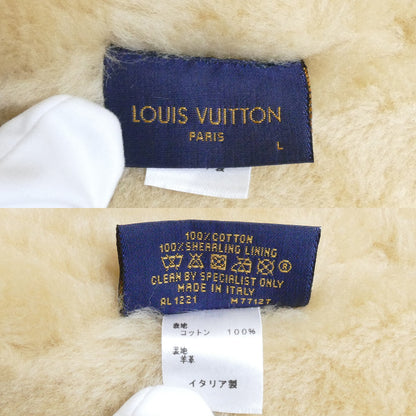 LOUIS VUITTON
PARIS
L
100% COTTON
100% SHEARLING LINING
®
CLEAN BY SPECIALIST ONLY
MADE IN ITALY
AL1221 M77127
表地
コットン 100%
裏地
羊革
イタリア製